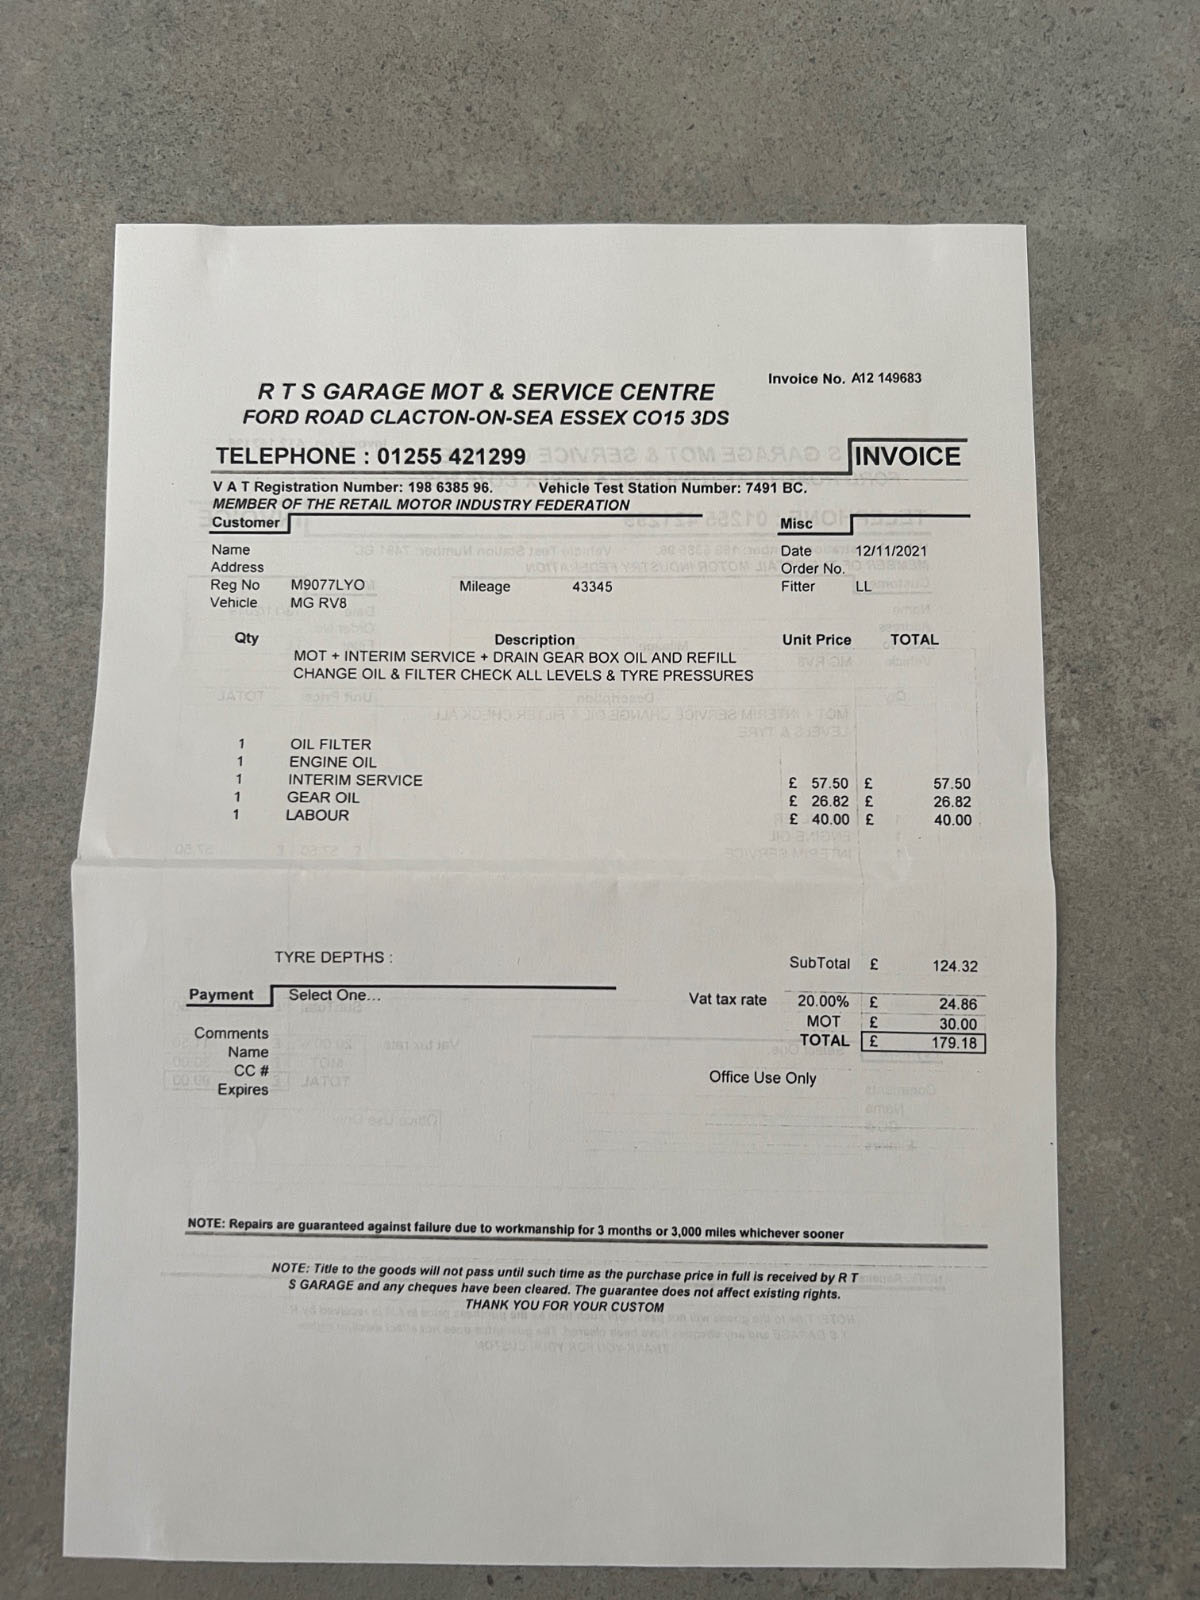 Invoice No. A12 149683
R T S GARAGE MOT & SERVICE CENTRE
FORD ROAD CLACTON-ON-SEA ESSEX CO15 3DS
TELEPHONE : 01255 421299 INVOICE
V A T Registration Number: 198 6385 96. Vehicle Test Station Number: 7491 BC.
MEMBER OF THE RETAIL MOTOR INDUSTRY FEDERATION
Customer Misc
Name Date 12/11/2021
Address Order No.
Reg No M9077LYO Mileage 43345 Fitter LL
Vehicle MG RV8
Qty Description Unit Price TOTAL
MOT + INTERIM SERVICE + DRAIN GEAR BOX OIL AND REFILL
CHANGE OIL & FILTER CHECK ALL LEVELS & TYRE PRESSURES
1 OIL FILTER
1 ENGINE OIL
1 INTERIM SERVICE £ 57.50 £ 57.50
1 GEAR OIL £ 26.82 £ 26.82
1 LABOUR £ 40.00 £ 40.00
TYRE DEPTHS :
SubTotal £ 124.32
Payment Select One... Vat tax rate 20.00% £ 24.86
MOT £ 30.00
Comments TOTAL £ 179.18
Name
CC # Office Use Only
Expires
NOTE: Repairs are guaranteed against failure due to workmanship for 3 months or 3,000 miles whichever sooner
NOTE: Title to the goods will not pass until such time as the purchase price in full is received by R T
S GARAGE and any cheques have been cleared. The guarantee does not affect existing rights.
THANK YOU FOR YOUR CUSTOM